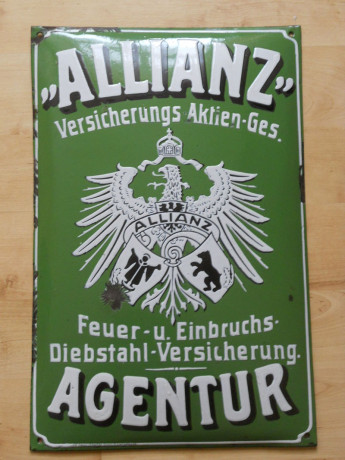 „ALLIANZ”
Versicherungs Aktien-Ges.
ALLIANZ
Feuer- u. Einbruchs-
Diebstahl-Versicherung.
AGENTUR